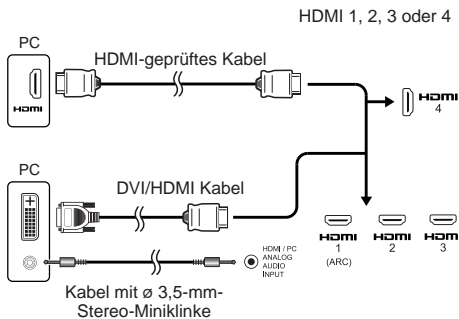 HDMI 1, 2, 3 oder 4
PC
HDMI-geprüftes Kabel
HDMI
HDMI
4
PC
DVI/HDMI Kabel
HDMI / PC
ANALOG
AUDIO
INPUT
HDMI HDMI HDMI
1 2 3
(ARC)
Kabel mit ø 3,5-mm-
Stereo-Miniklinke